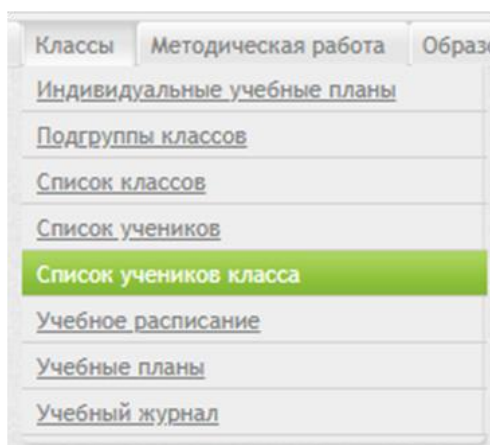 Классы Методическая работа Образ
Индивидуальные учебные планы
Подгруппы классов
Список классов
Список учеников
Список учеников класса
Учебное расписание
Учебные планы
Учебный журнал